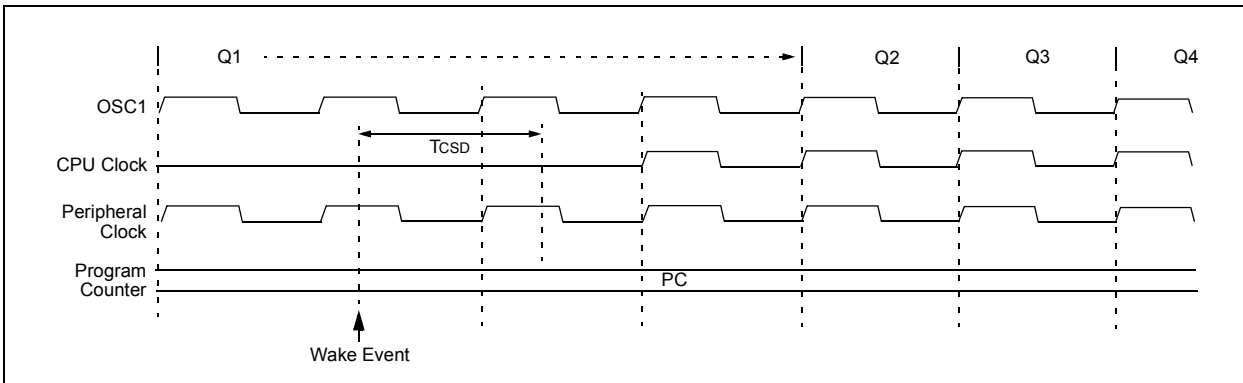 Q1 Q2 Q3 Q4
OSC1
TCSD
CPU Clock
Peripheral
Clock
Program
Counter
PC
Wake Event